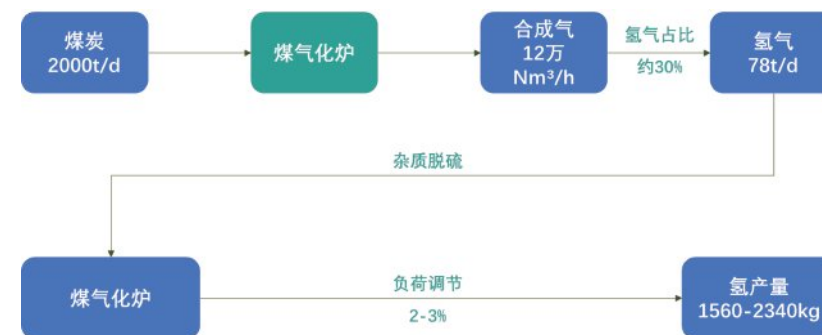 煤炭
2000t/d
煤气化炉
合成气
12万
Nm³/h
氢气占比
约30%
氢气
78t/d
杂质脱硫
煤气化炉
负荷调节
2-3%
氢产量
1560-2340kg